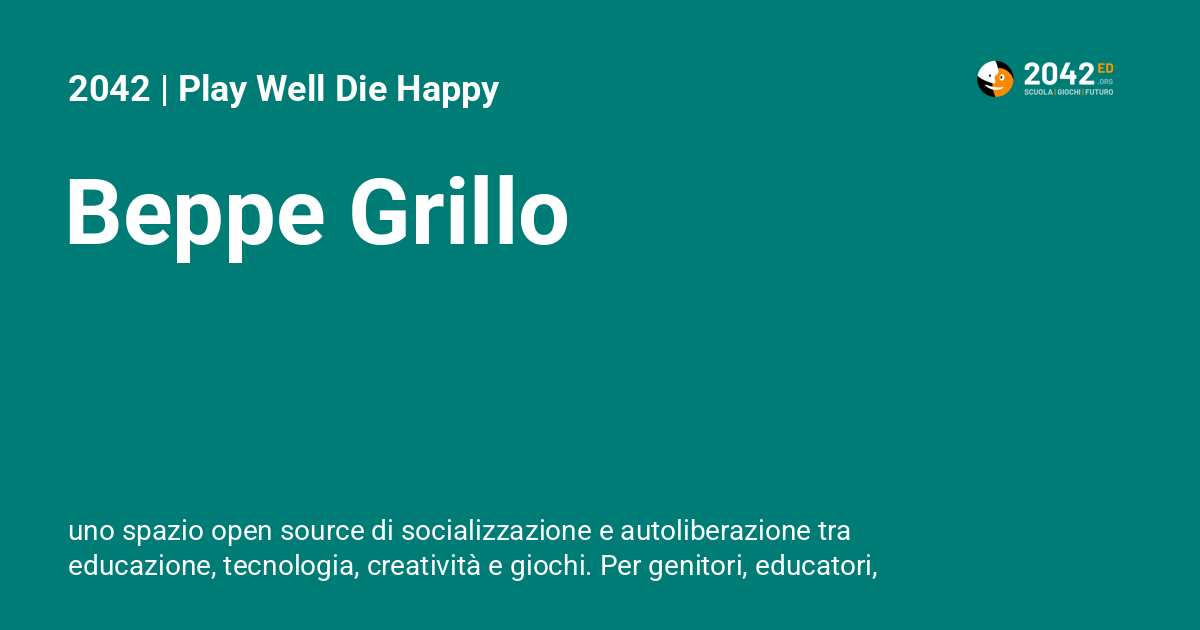 2042 | Play Well Die Happy
2042 ED
.ORG
SCUOLA | GIOCHI | FUTURO
Beppe Grillo
uno spazio open source di socializzazione e autoliberazione tra
educazione, tecnologia, creatività e giochi. Per genitori, educatori,